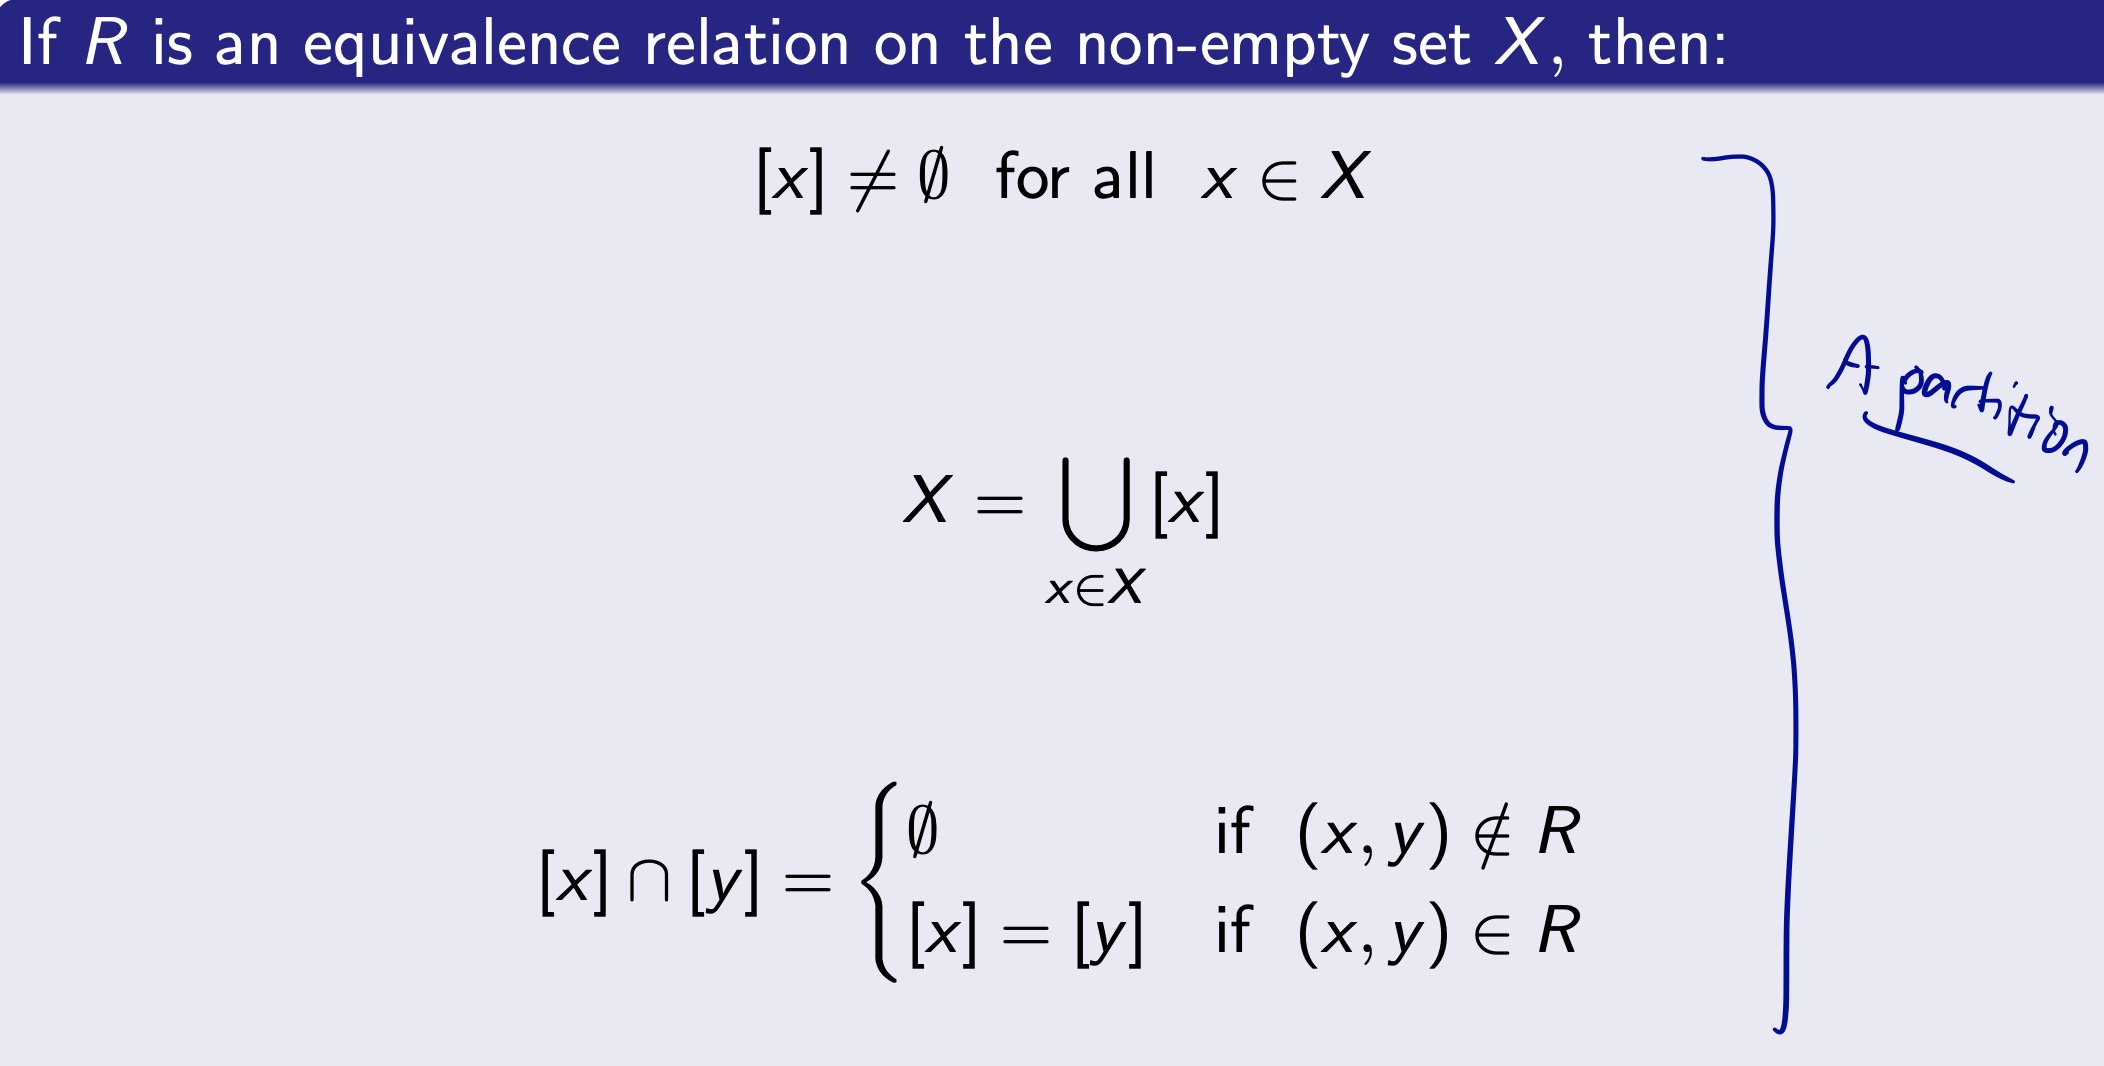 If R is an equivalence relation on the non-empty set X, then:
[x] ≠ ∅ for all x ∈ X
A partition
X = ⋃ [x]
x∈X
[x] ∩ [y] = { ∅ if (x, y) ∉ R
[x] = [y] if (x, y) ∈ R